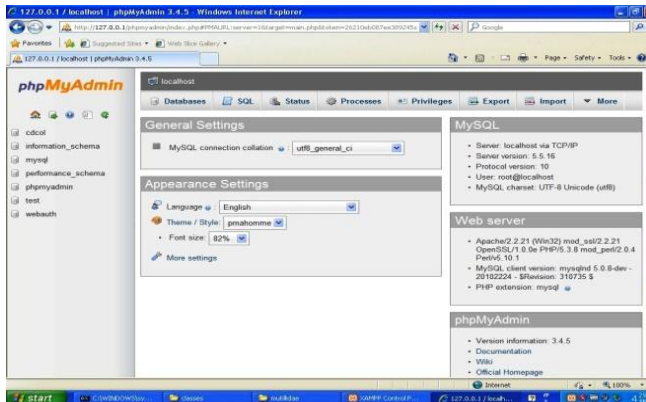 127.0.0.1 / localhost | phpMyAdmin 3.4.5 - Windows Internet Explorer
Google
Favorites
Suggested Sites
Web Slice Gallery
127.0.0.1 / localhost | phpMyAdmin 3.4.5
Page
Safety
Tools
phpMyAdmin
cdcol
information_schema
mysql
performance_schema
phpmyadmin
test
webauth
localhost
Databases
SQL
Status
Processes
Privileges
Export
Import
More
General Settings
MySQL connection collation : utf8_general_ci
Appearance Settings
Language : English
Theme / Style: pmahomme
Font size: 82%
More settings
MySQL
Server: localhost via TCP/IP
Server version: 5.5.16
Protocol version: 10
User: root@localhost
MySQL charset: UTF-8 Unicode (utf8)
Web server
Apache/2.2.21 (Win32) mod_ssl/2.2.21
OpenSSL/1.0.0e PHP/5.3.8 mod_perl/2.0.4
Perl/v5.10.1
MySQL client version: mysqlnd 5.0.8-dev -
20102224 - $Revision: 310735 $
PHP extension: mysql
phpMyAdmin
Version information: 3.4.5
Documentation
Wiki
Official Homepage
Internet
100%
start
classes
mutillidae
XAMPP Control P...
127.0.0.1 / localh...